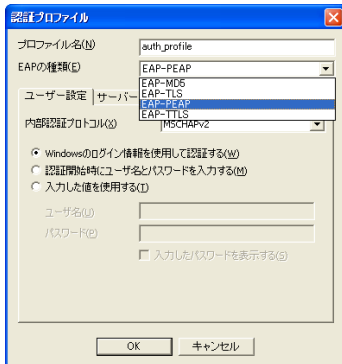 認証プロファイル
プロファイル名(N) auth_profile
EAPの種類(E) EAP-PEAP
EAP-MD5
EAP-TLS
EAP-PEAP
EAP-TTLS
ユーザー設定 サーバー
内部認証プロトコル(X) MSCHAPv2
Windowsのログイン情報を使用して認証する(W)
認証開始時にユーザ名とパスワードを入力する(M)
入力した値を使用する(T)
ユーザ名(U)
パスワード(P)
入力したパスワードを表示する(S)
OK キャンセル